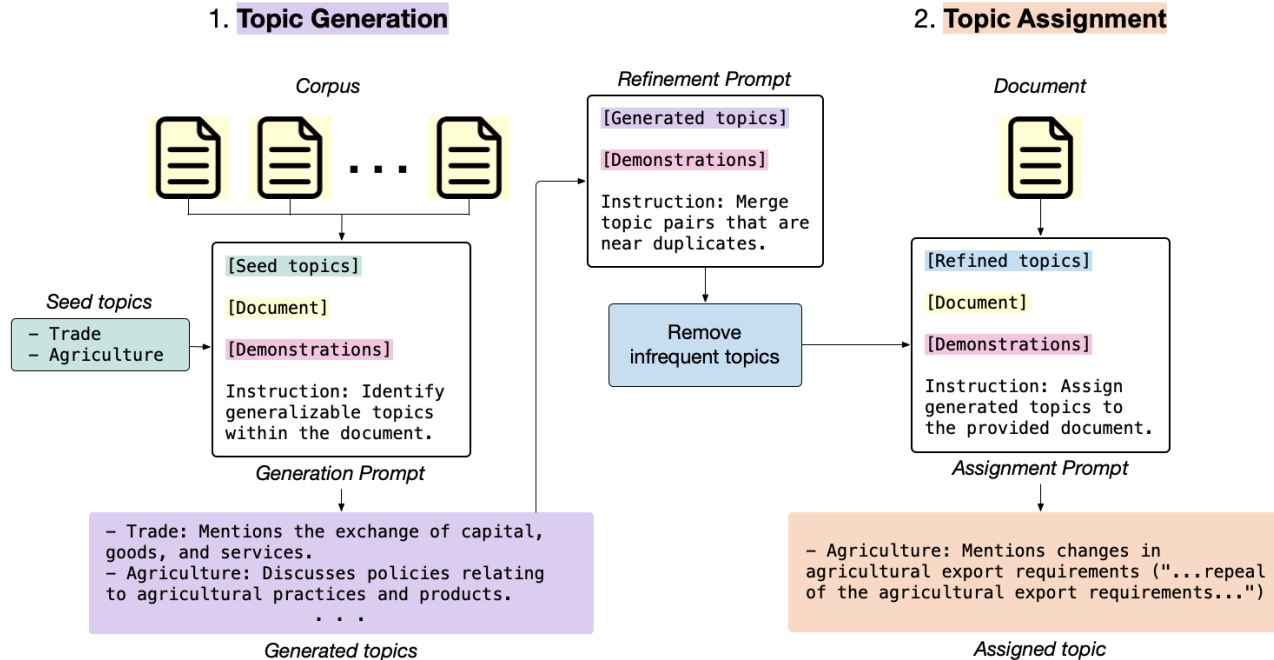 1. Topic Generation
Corpus
[Seed topics]
[Document]
[Demonstrations]
Instruction: Identify
generalizable topics
within the document.
Generation Prompt
Seed topics
– Trade
– Agriculture
– Trade: Mentions the exchange of capital,
goods, and services.
– Agriculture: Discusses policies relating
to agricultural practices and products.
. . .
Generated topics
Refinement Prompt
[Generated topics]
[Demonstrations]
Instruction: Merge
topic pairs that are
near duplicates.
Remove
infrequent topics
2. Topic Assignment
Document
[Refined topics]
[Document]
[Demonstrations]
Instruction: Assign
generated topics to
the provided document.
Assignment Prompt
– Agriculture: Mentions changes in
agricultural export requirements ("...repeal
of the agricultural export requirements...")
Assigned topic